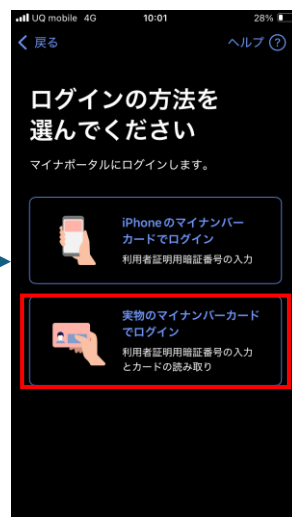 UQ mobile 4G 10:01 28%
戻る ヘルプ ?
ログインの方法を
選んでください
マイナポータルにログインします。
iPhoneのマイナンバー
カードでログイン
利用者証明用暗証番号の入力
実物のマイナンバーカード
でログイン
利用者証明用暗証番号の入力
とカードの読み取り